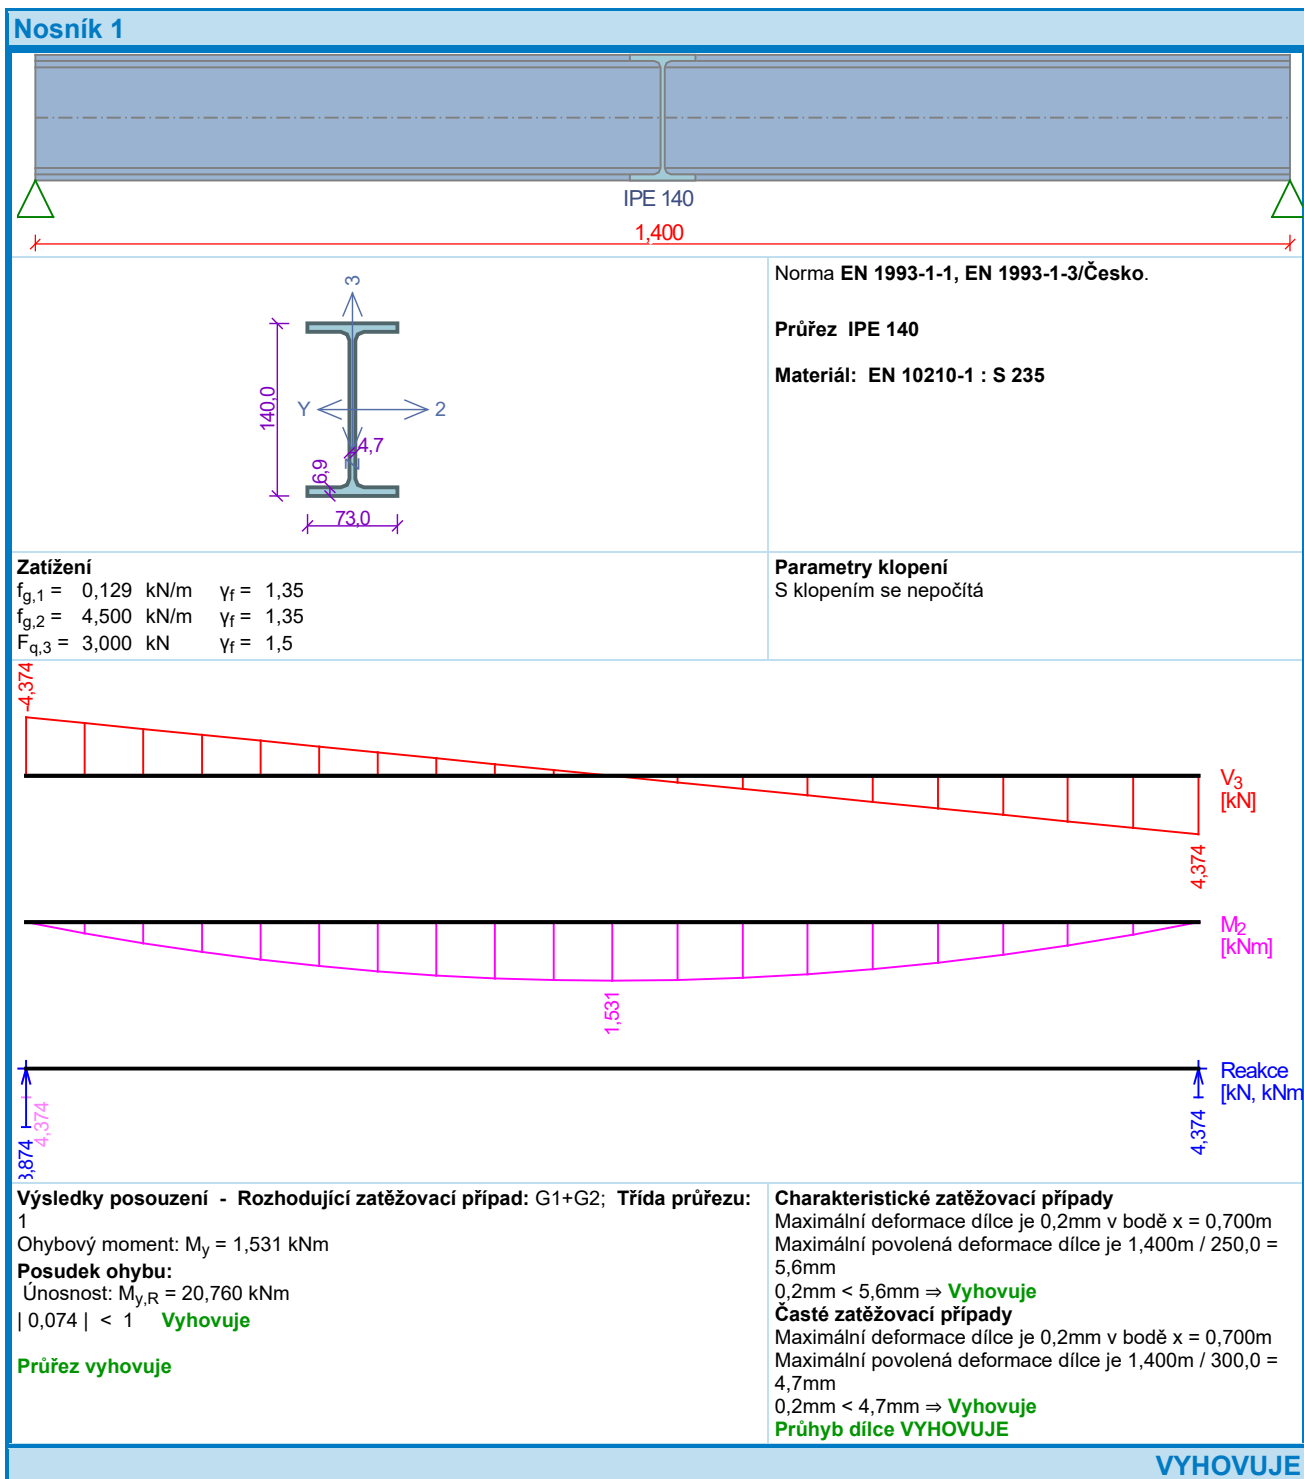 Nosník 1
IPE 140
1,400
3
Y
2
140,0
4,7
6,9
73,0
Norma EN 1993-1-1, EN 1993-1-3/Česko.
Průřez IPE 140
Materiál: EN 10210-1 : S 235
Zatížení
fg,1 = 0,129 kN/m γf = 1,35
fg,2 = 4,500 kN/m γf = 1,35
Fq,3 = 3,000 kN γf = 1,5
Parametry klopení
S klopením se nepočítá
-4,374
V3
[kN]
4,374
M2
[kNm]
1,531
Reakce
[kN, kNm
4,374
4,374
Výsledky posouzení - Rozhodující zatěžovací případ: G1+G2; Třída průřezu:
1
Ohybový moment: My = 1,531 kNm
Posudek ohybu:
Únosnost: My,R = 20,760 kNm
| 0,074 | < 1 Vyhovuje
Průřez vyhovuje
Charakteristické zatěžovací případy
Maximální deformace dílce je 0,2mm v bodě x = 0,700m
Maximální povolená deformace dílce je 1,400m / 250,0 =
5,6mm
0,2mm < 5,6mm ⇒ Vyhovuje
Časté zatěžovací případy
Maximální deformace dílce je 0,2mm v bodě x = 0,700m
Maximální povolená deformace dílce je 1,400m / 300,0 =
4,7mm
0,2mm < 4,7mm ⇒ Vyhovuje
Průhyb dílce VYHOVUJE
VYHOVUJE